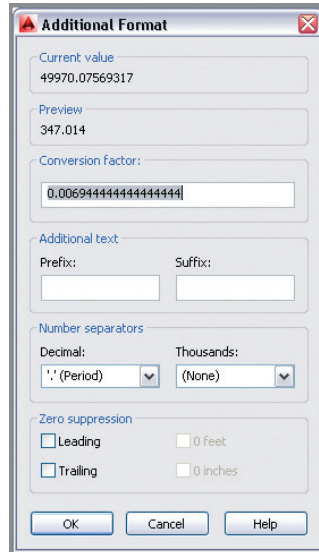 Additional Format
Current value
49970.07569317
Preview
347.014
Conversion factor:
0.006944444444444444
Additional text
Prefix: Suffix:
Number separators
Decimal: Thousands:
'.' (Period) (None)
Zero suppression
Leading 0 feet
Trailing 0 inches
OK Cancel Help